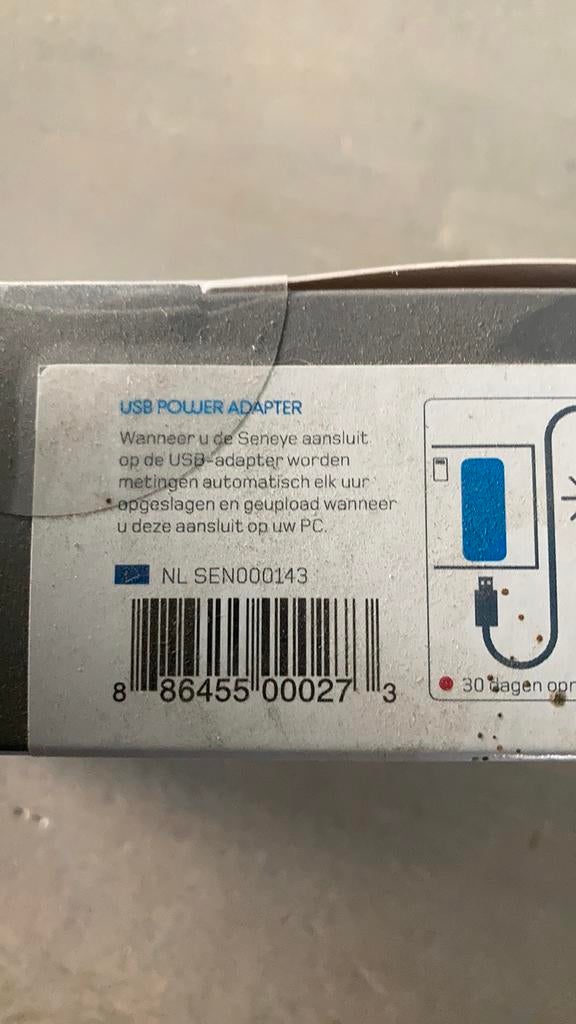 USB POWER ADAPTER
Wanneer u de Seneye aansluit
op de USB-adapter worden
metingen automatisch elk uur
opgeslagen en geupload wanneer
u deze aansluit op uw PC.
NL SEN000143
8 86455 00027 3
30 dagen opn